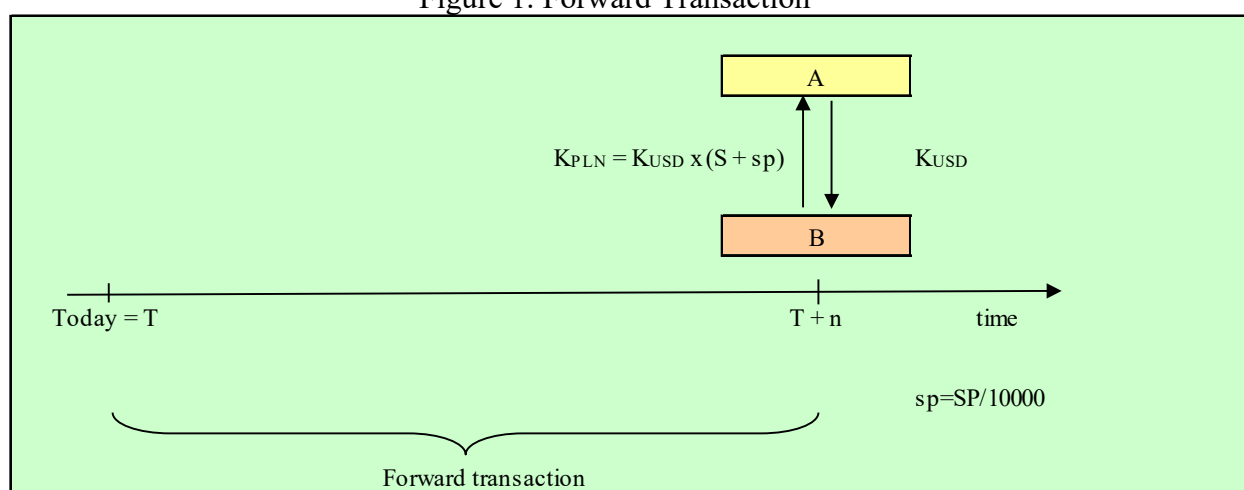 Figure 1. Forward Transaction
A
KPLN = KUSD x (S + sp)
KUSD
B
Today = T
T + n
time
sp=SP/10000
Forward transaction